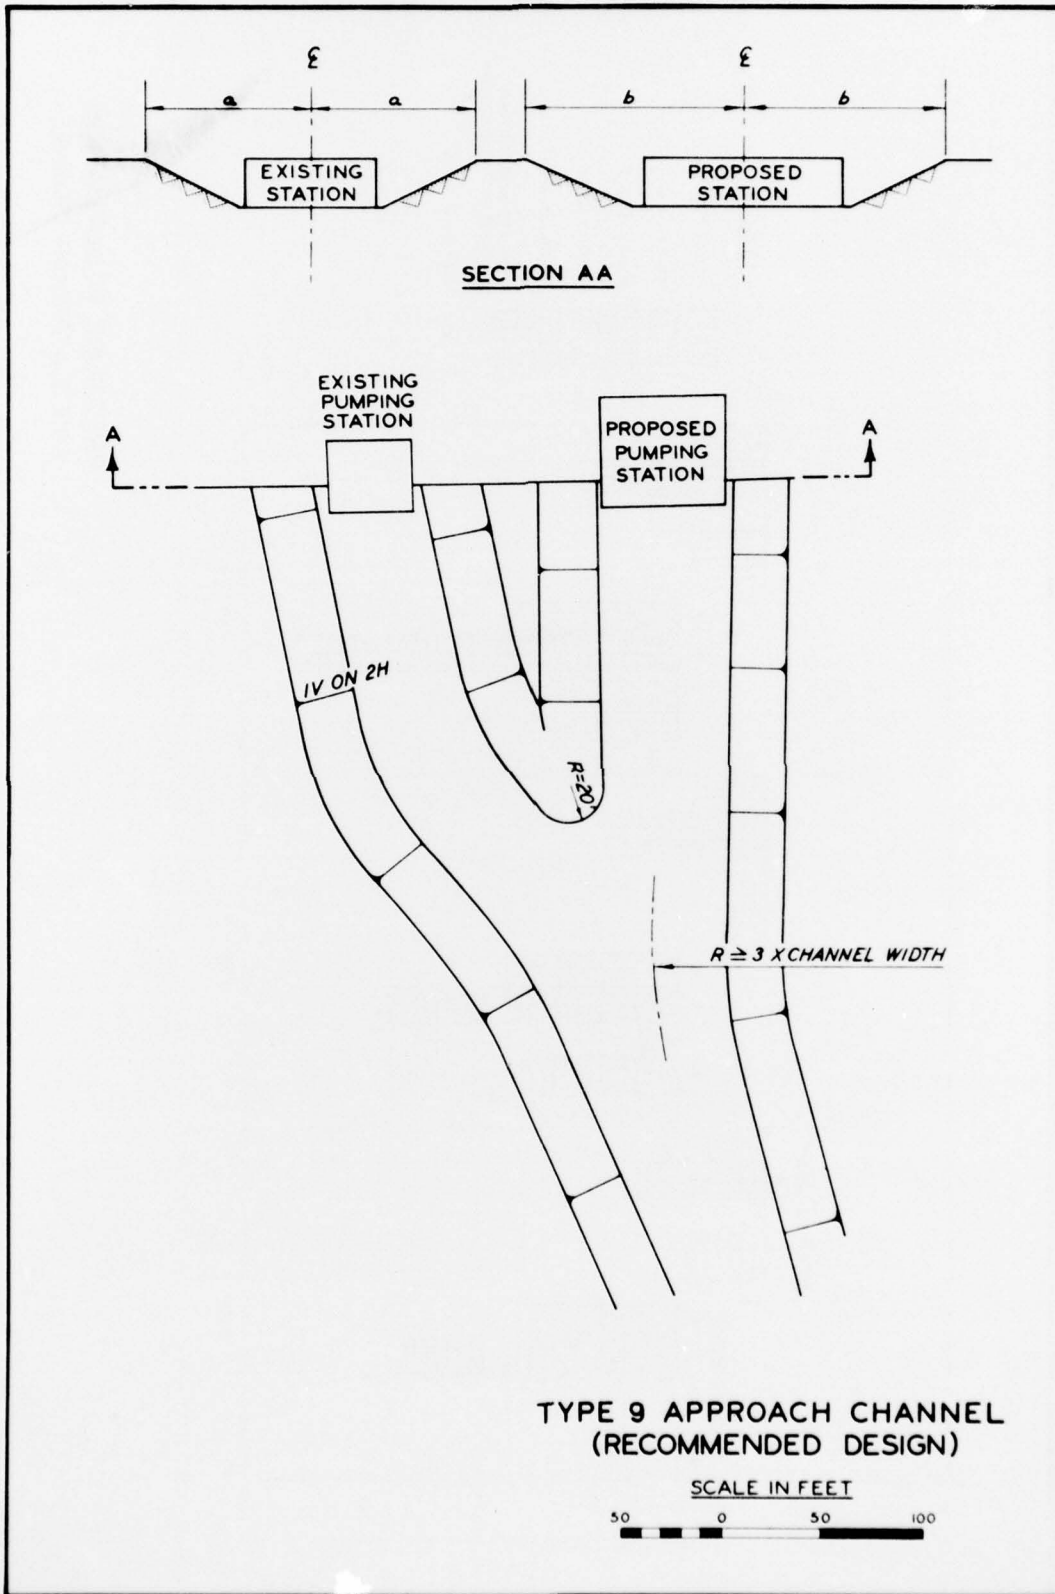 ℄ ℄
a a b b
EXISTING
STATION
PROPOSED
STATION
SECTION AA
EXISTING
PUMPING
STATION
PROPOSED
PUMPING
STATION
A A
1V ON 2H
R=20'
R ≥ 3 X CHANNEL WIDTH
TYPE 9 APPROACH CHANNEL
(RECOMMENDED DESIGN)
SCALE IN FEET
50 0 50 100